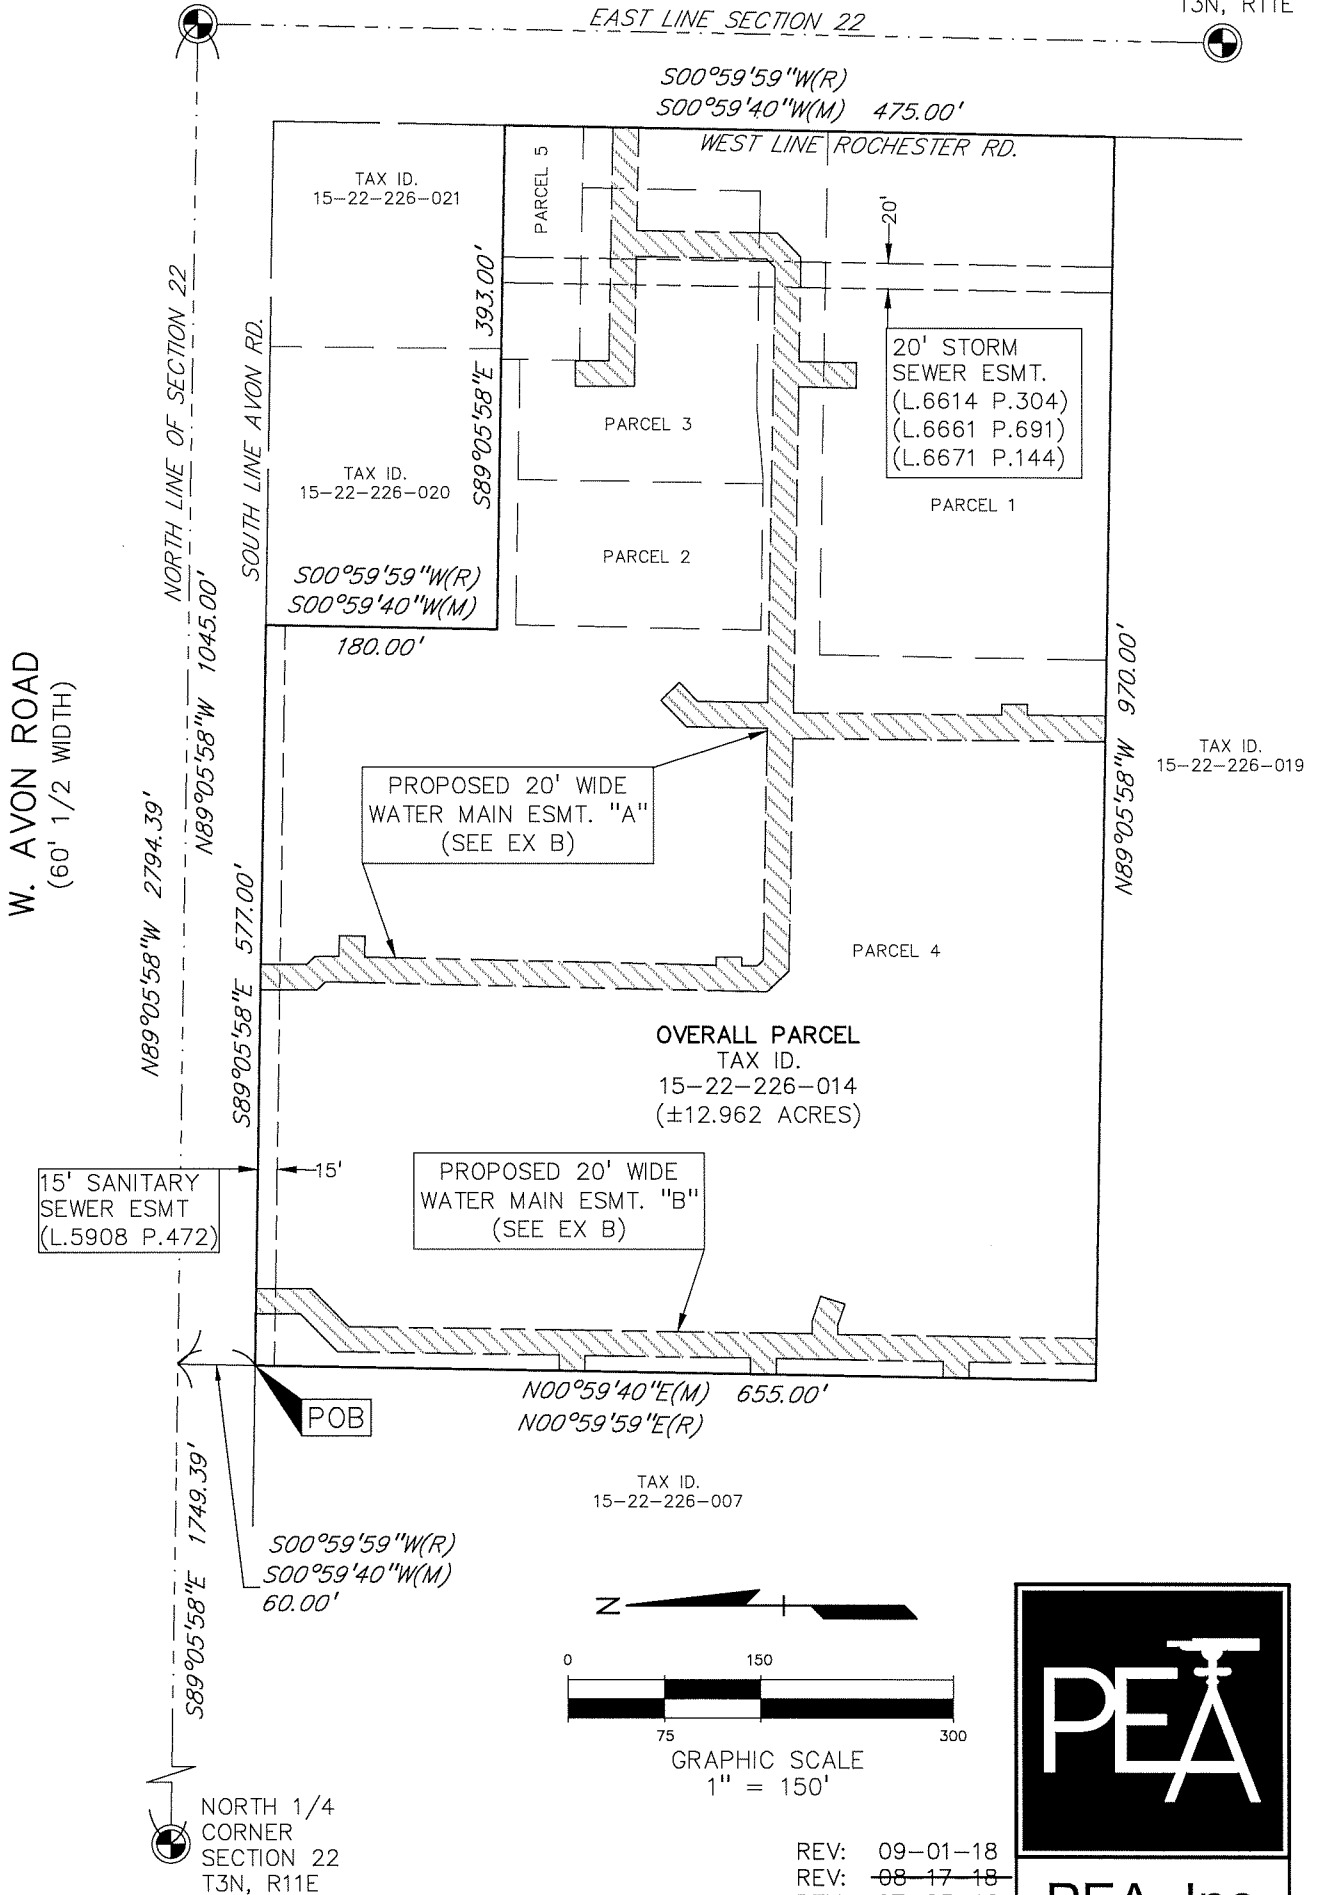 EAST LINE SECTION 22
T3N, R11E
S00°59'59"W(R)
S00°59'40"W(M) 475.00'
WEST LINE ROCHESTER RD.
TAX ID.
15-22-226-021
PARCEL 5
20'
NORTH LINE OF SECTION 22
SOUTH LINE AVON RD.
S89°05'58"E 393.00'
20' STORM
SEWER ESMT.
(L.6614 P.304)
(L.6661 P.691)
(L.6671 P.144)
PARCEL 3
TAX ID.
15-22-226-020
PARCEL 1
PARCEL 2
S00°59'59"W(R)
S00°59'40"W(M)
180.00'
W. AVON ROAD
(60' 1/2 WIDTH)
N89°05'58"W 2794.39'
N89°05'58"W 1045.00'
N89°05'58"W 970.00'
TAX ID.
15-22-226-019
PROPOSED 20' WIDE
WATER MAIN ESMT. "A"
(SEE EX B)
S89°05'58"E 577.00'
PARCEL 4
OVERALL PARCEL
TAX ID.
15-22-226-014
(±12.962 ACRES)
15' SANITARY
SEWER ESMT
(L.5908 P.472)
15'
PROPOSED 20' WIDE
WATER MAIN ESMT. "B"
(SEE EX B)
POB
N00°59'40"E(M) 655.00'
N00°59'59"E(R)
TAX ID.
15-22-226-007
S89°05'58"E 1749.39'
S00°59'59"W(R)
S00°59'40"W(M)
60.00'
N
0 150
75 300
GRAPHIC SCALE
1" = 150'
NORTH 1/4
CORNER
SECTION 22
T3N, R11E
REV: 09-01-18
REV: 08-17-18
PEA
PEA, Inc